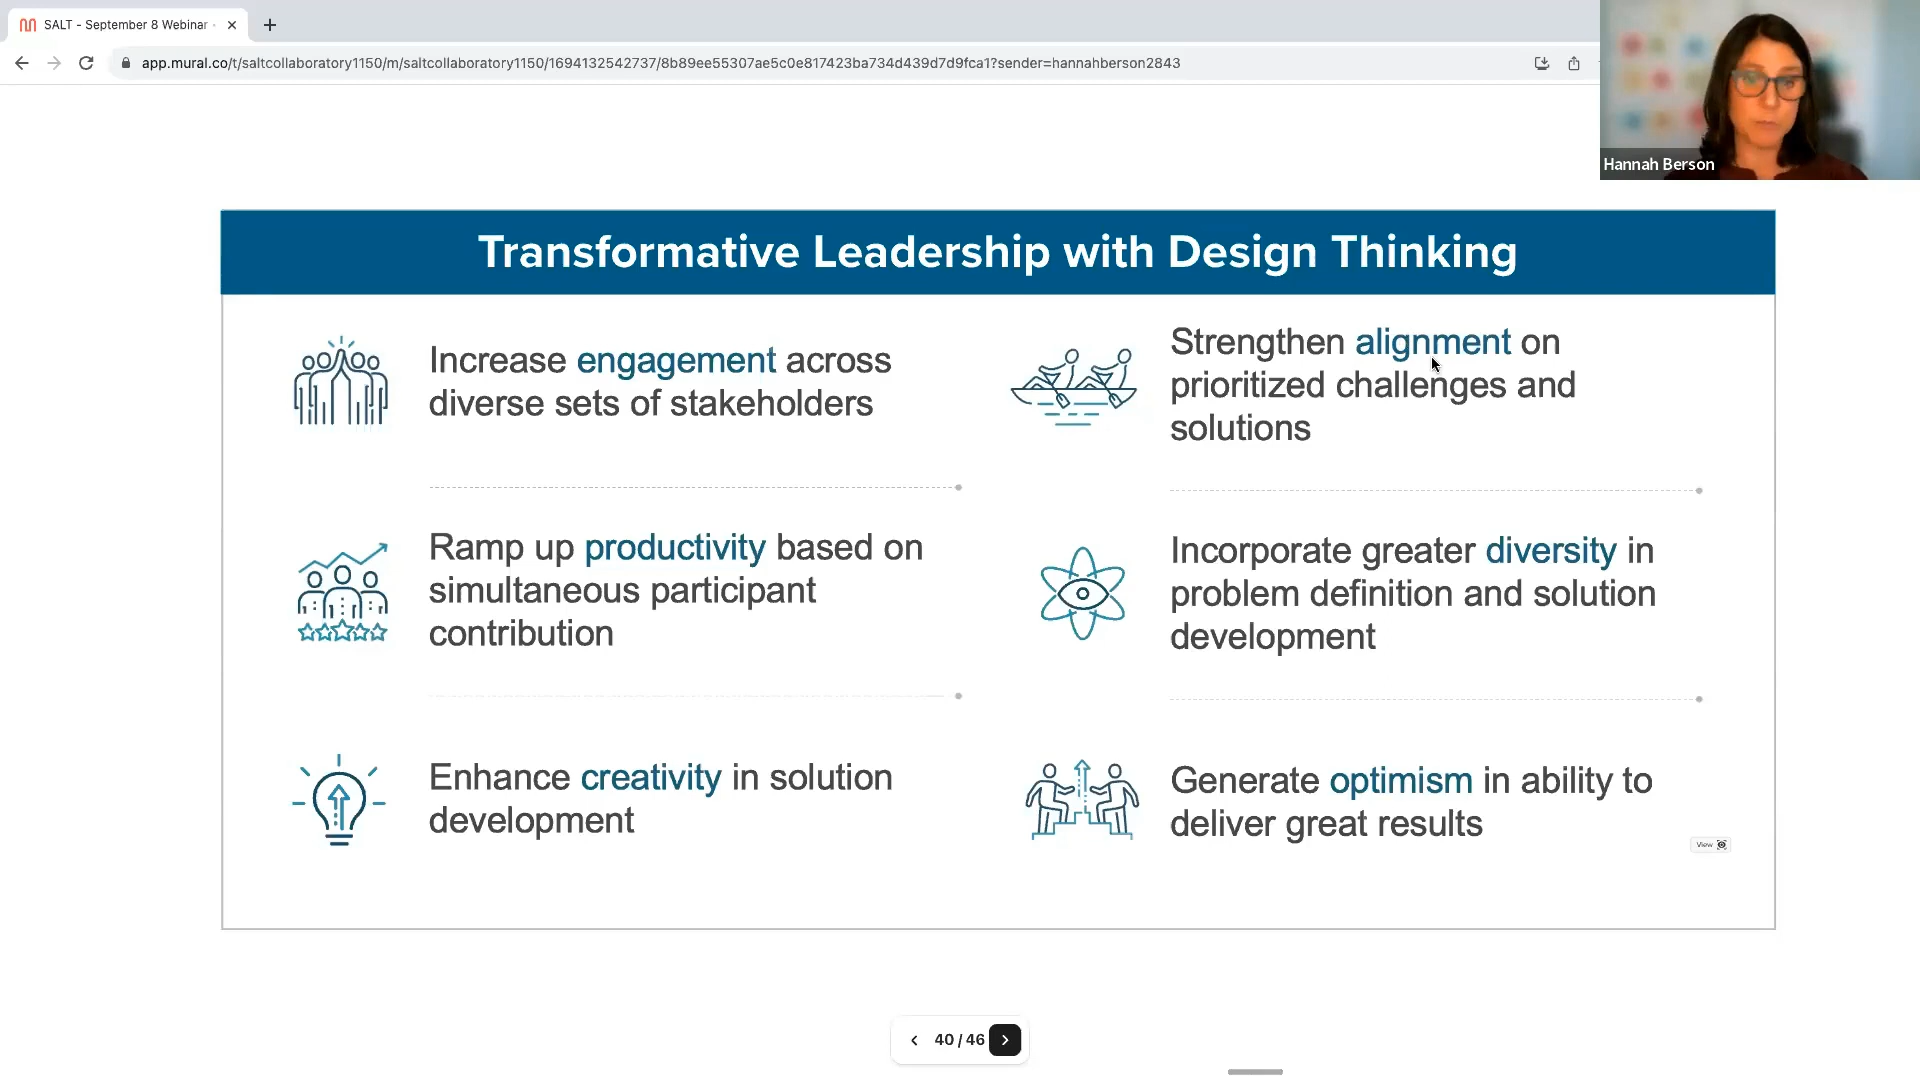 SALT - September 8 Webinar
app.mural.co/t/saltcollaboratory1150/m/saltcollaboratory1150/1694132542737/8b89ee55307ae5c0e817423ba734d439d7d9fca1?sender=hannahberson2843
Hannah Berson
Transformative Leadership with Design Thinking
Increase engagement across
diverse sets of stakeholders
Strengthen alignment on
prioritized challenges and
solutions
Ramp up productivity based on
simultaneous participant
contribution
Incorporate greater diversity in
problem definition and solution
development
Enhance creativity in solution
development
Generate optimism in ability to
deliver great results
View
40 / 46